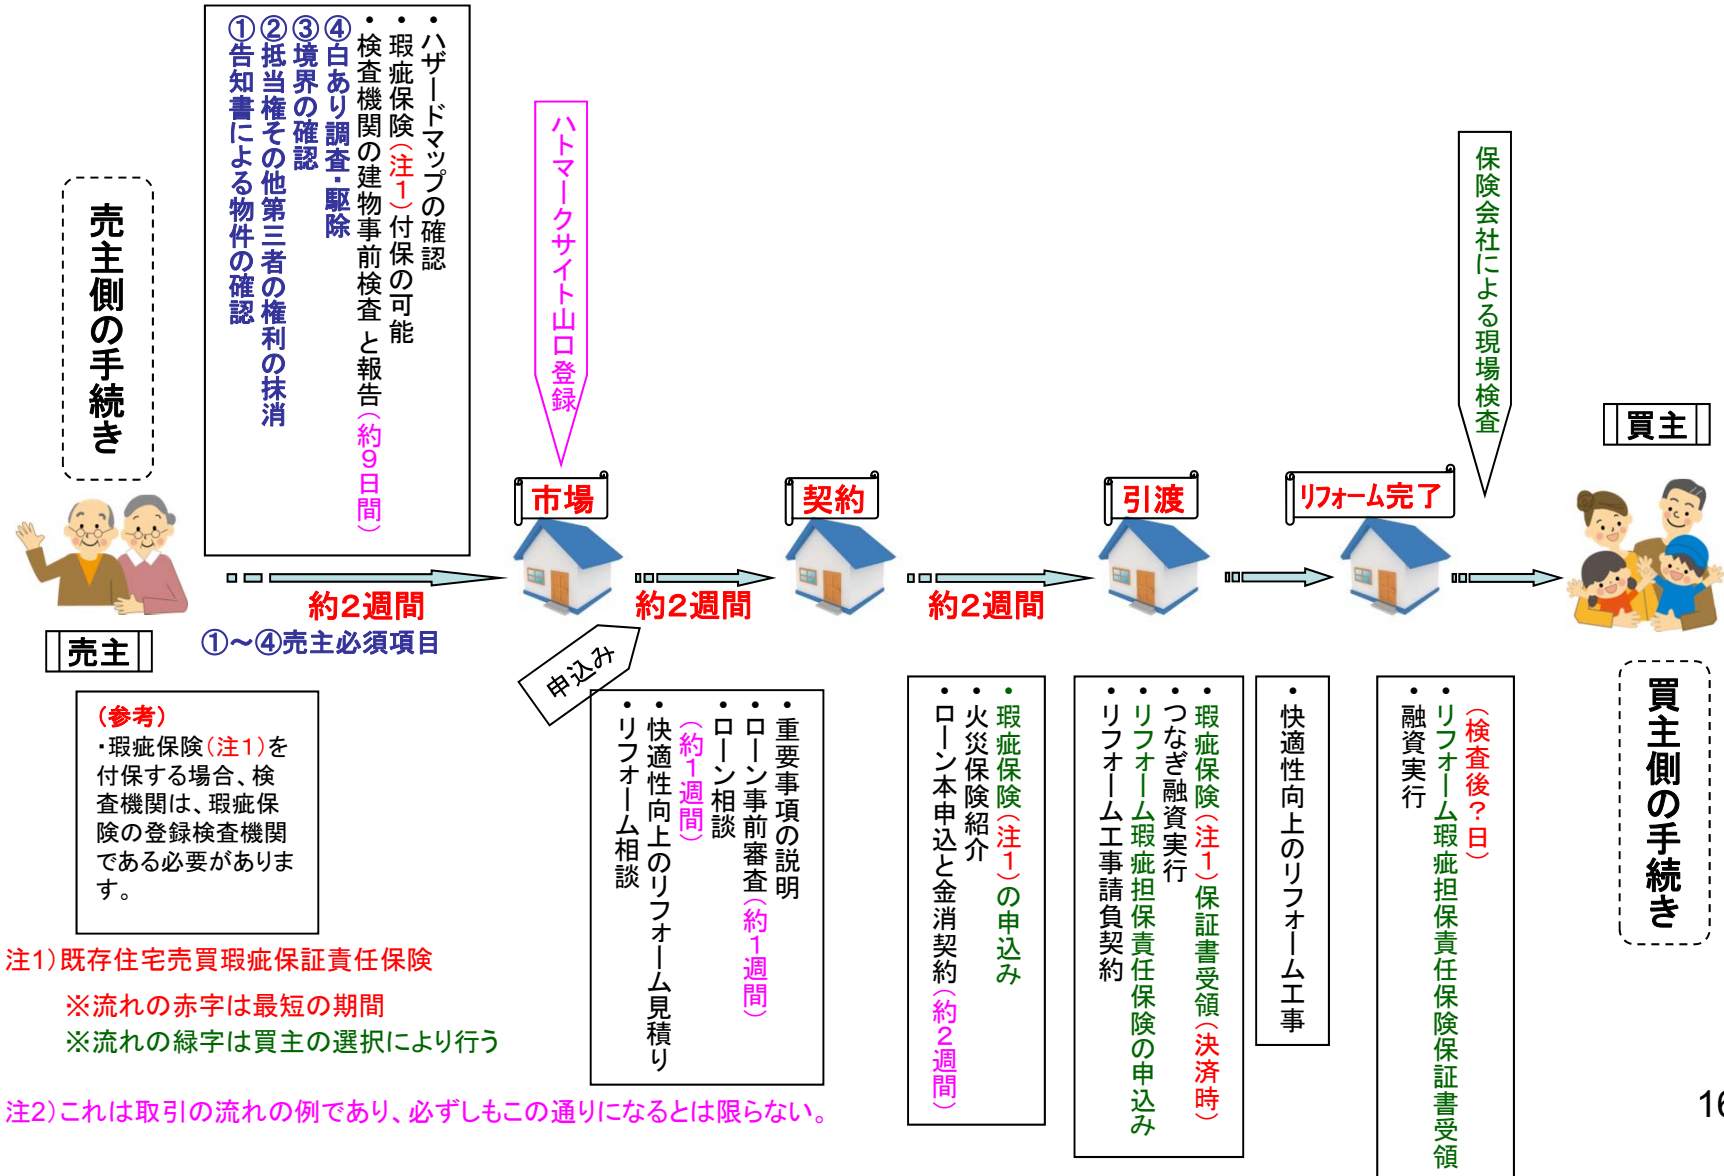 売主側の手続き
・ハザードマップの確認
・瑕疵保険(注1)付保の可能
・検査機関の建物事前検査と報告(約9日間)
④白あり調査・駆除
③境界の確認
②抵当権その他第三者の権利の抹消
①告知書による物件の確認
ハトマークサイト山口登録
保険会社による現場検査
買主
市場
契約
引渡
リフォーム完了
約2週間
約2週間
約2週間
①～④売主必須項目
売主
申込み
(参考)
・瑕疵保険(注1)を
付保する場合、検
査機関は、瑕疵保
険の登録検査機関
である必要がありま
す。
・重要事項の説明
・ローン事前審査(約1週間)
・ローン相談
(約1週間)
・快適性向上のリフォーム見積り
・リフォーム相談
・瑕疵保険(注1)の申込み
・火災保険紹介
・ローン本申込と金消契約(約2週間)
・瑕疵保険(注1)保証書受領(決済時)
・つなぎ融資実行
・リフォーム瑕疵担保責任保険の申込み
・リフォーム工事請負契約
・快適性向上のリフォーム工事
(検査後?日)
・リフォーム瑕疵担保責任保険保証書受領
・融資実行
買主側の手続き
注1)既存住宅売買瑕疵保証責任保険
※流れの赤字は最短の期間
※流れの緑字は買主の選択により行う
注2)これは取引の流れの例であり、必ずしもこの通りになるとは限らない。
16